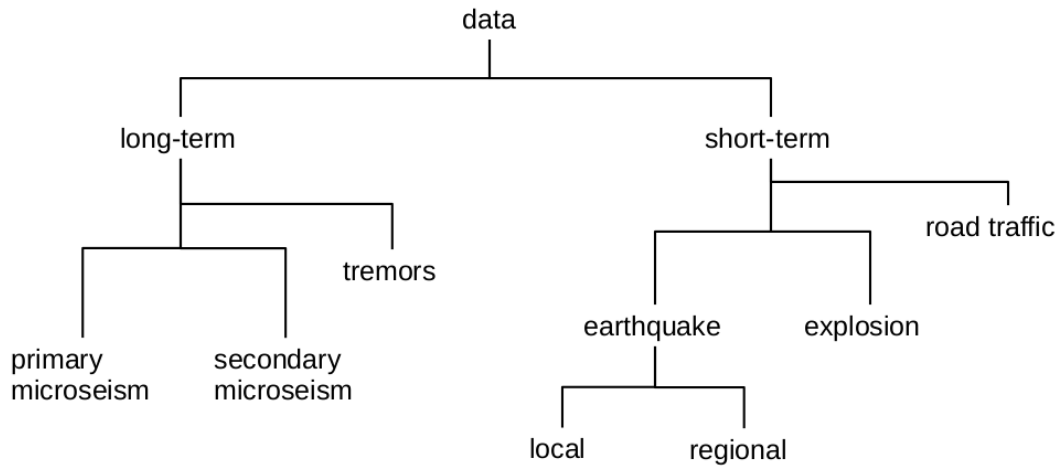 data
long-term
short-term
road traffic
tremors
earthquake
explosion
primary
microseism
secondary
microseism
local
regional